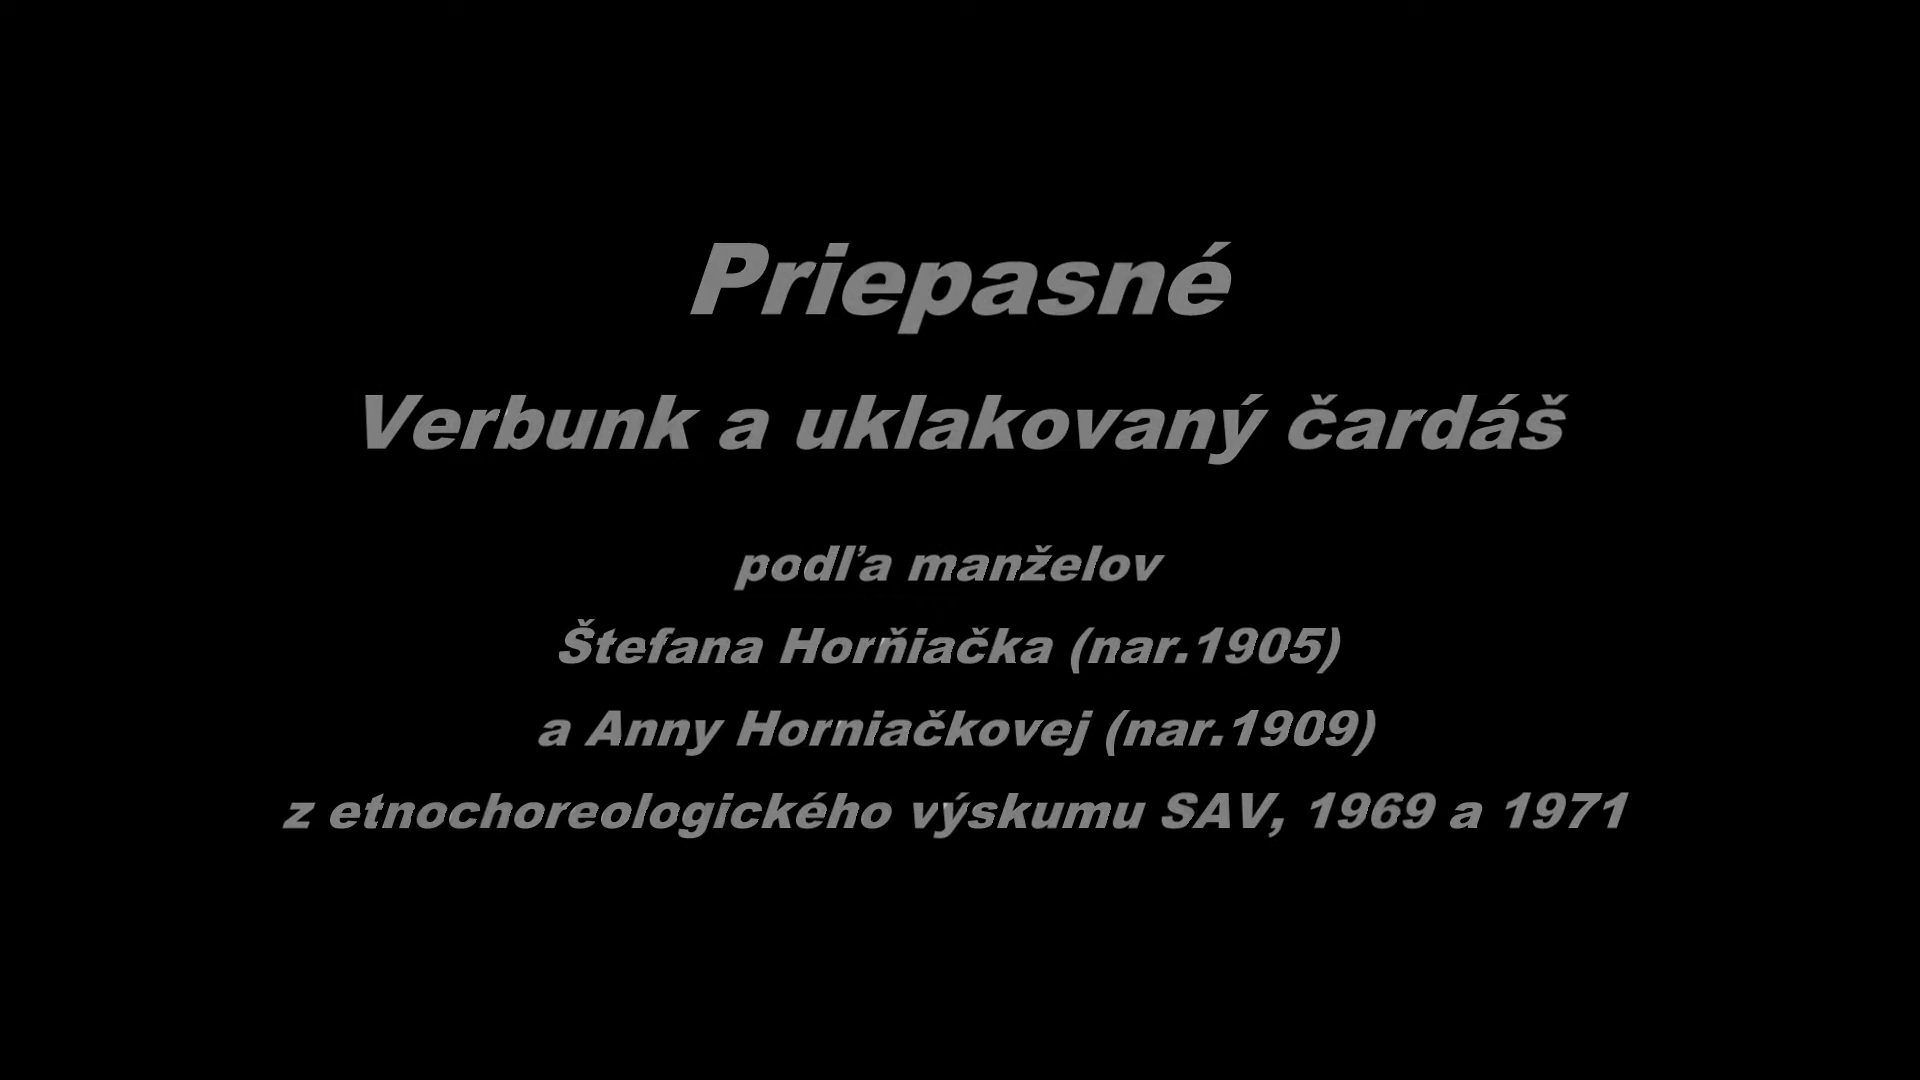 Priepasné
Verbunk a uklakovaný čardáš
podľa manželov
Štefana Horňiačka (nar.1905)
a Anny Horniačkovej (nar.1909)
z etnochoreologického výskumu SAV, 1969 a 1971